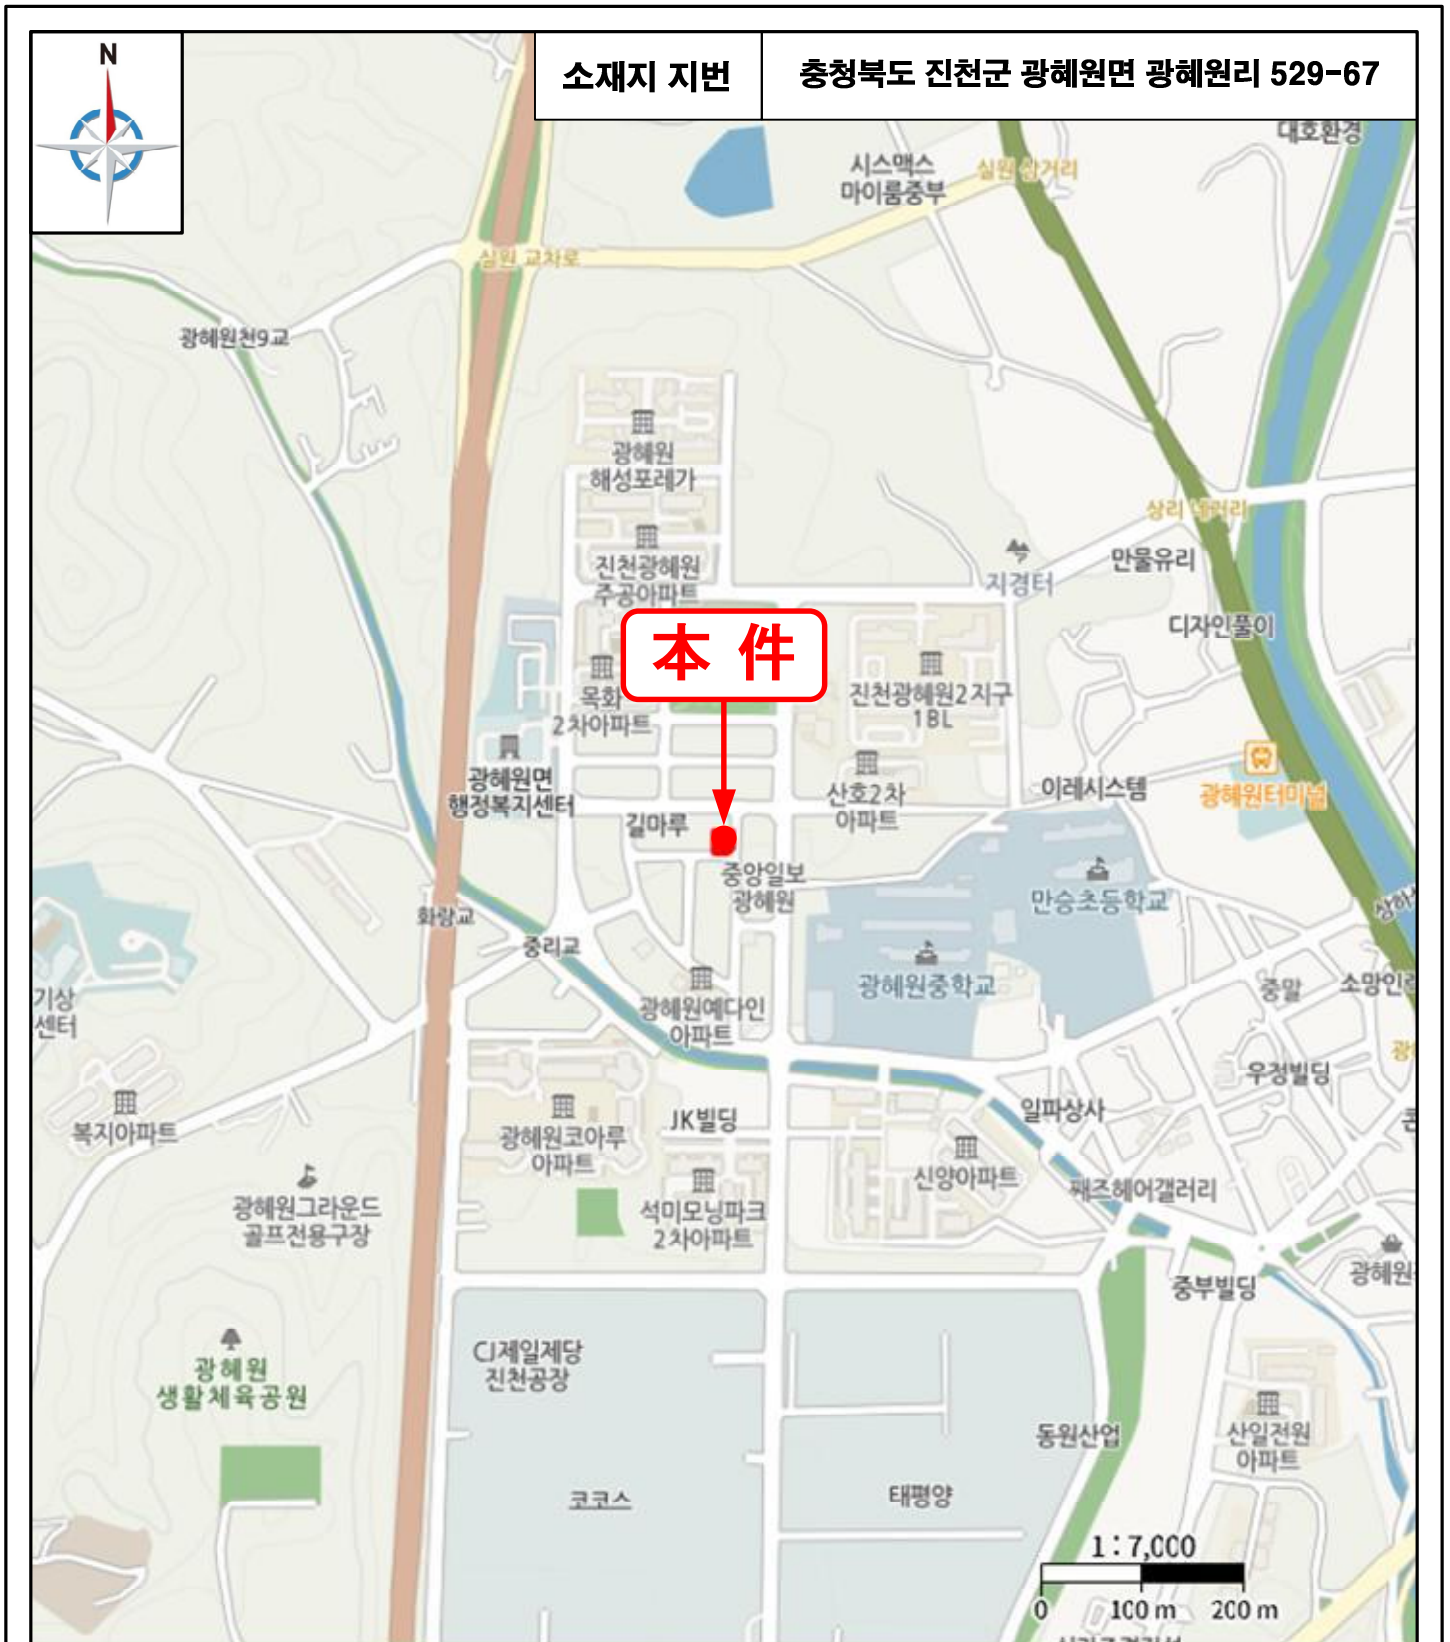 N
소재지 지번
충청북도 진천군 광혜원면 광혜원리 529-67
대호환경
시스맥스
마이룸중부
실원 삼거리
실원 교차로
광혜원천9교
광혜원
해성포레가
상리 네거리
진천광혜원
주공아파트
지경터
만물유리
디자인풀이
本 件
목화
2차아파트
진천광혜원2지구
1BL
광혜원면
행정복지센터
산호2차
아파트
이레시스템
광혜원터미널
길마루
중앙일보
광혜원
만승초등학교
화랑교
중리교
광혜원중학교
기상
센터
광혜원예다인
아파트
중말
우정빌딩
복지아파트
광혜원코아루
아파트
JK빌딩
일파상사
신양아파트
째즈헤어갤러리
광혜원그라운드
골프전용구장
석미모닝파크
2차아파트
중부빌딩
광혜원
CJ제일제당
진천공장
광혜원
생활체육공원
동원산업
산일전원
아파트
코코스
태평양
1:7,000
0 100 m 200 m